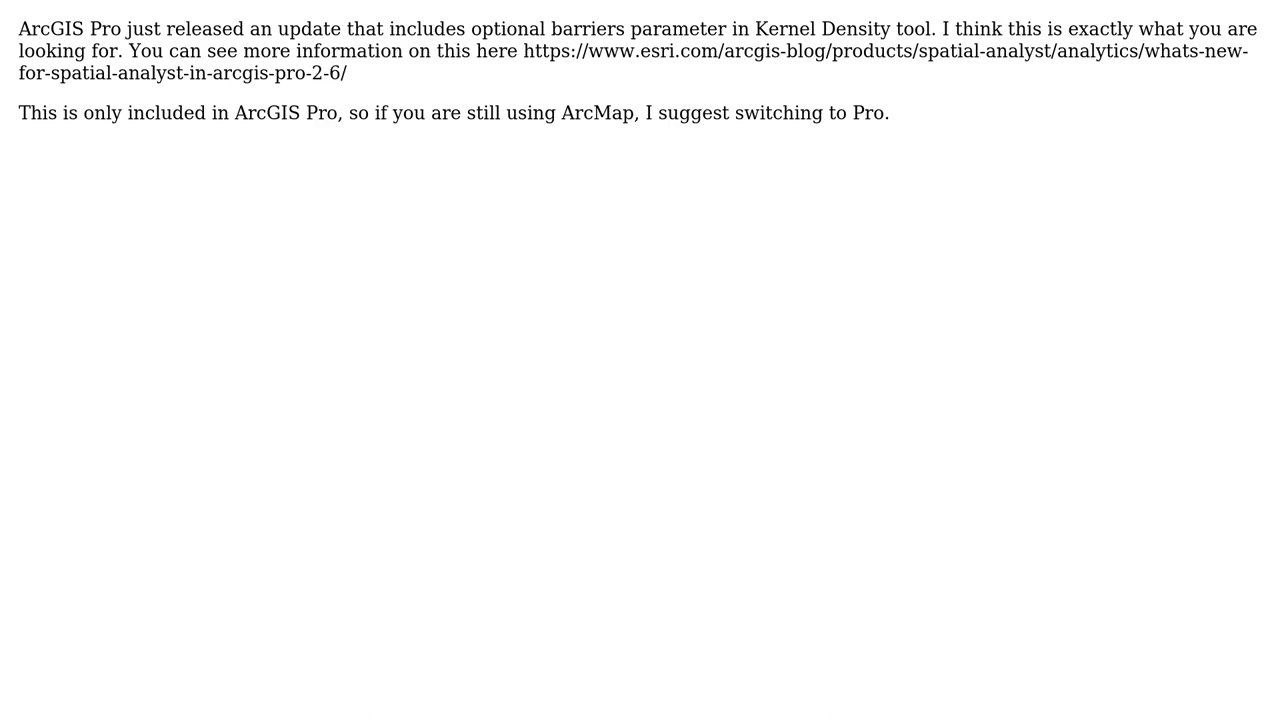 ArcGIS Pro just released an update that includes optional barriers parameter in Kernel Density tool. I think this is exactly what you are
looking for. You can see more information on this here https://www.esri.com/arcgis-blog/products/spatial-analyst/analytics/whats-new-
for-spatial-analyst-in-arcgis-pro-2-6/
This is only included in ArcGIS Pro, so if you are still using ArcMap, I suggest switching to Pro.